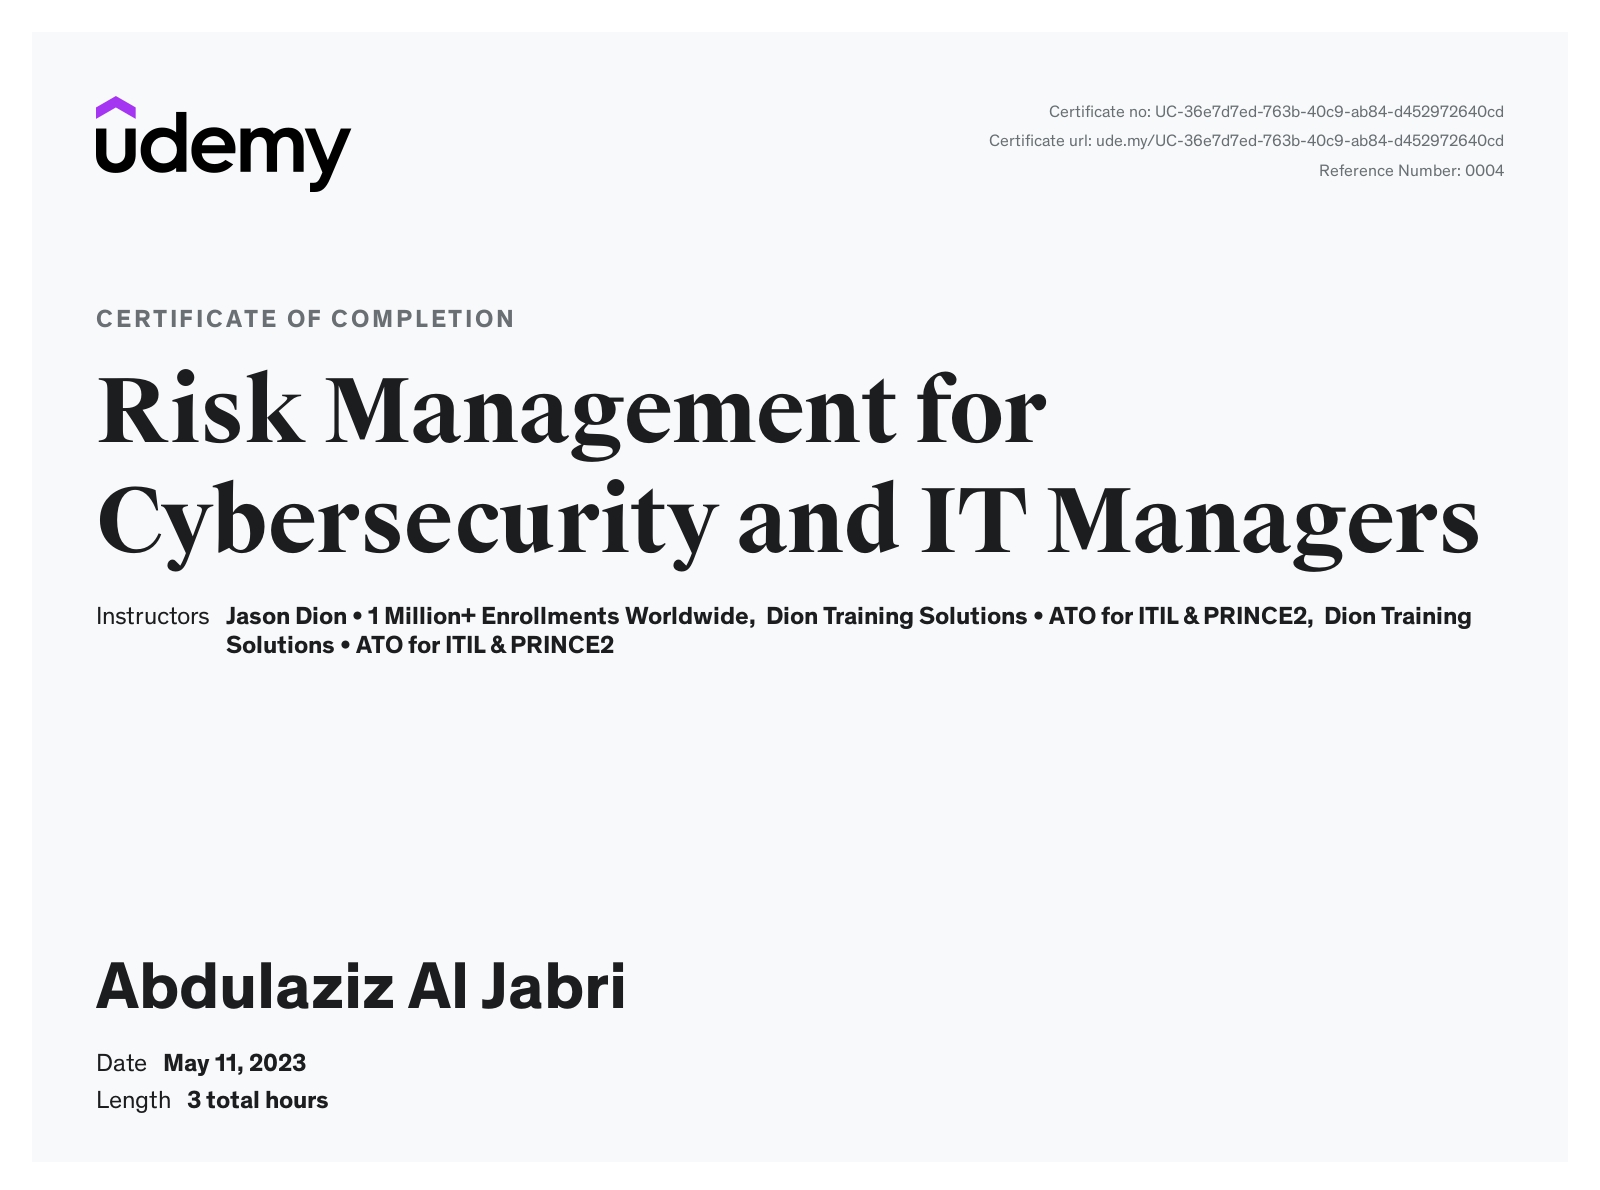 udemy
Certificate no: UC-36e7d7ed-763b-40c9-ab84-d452972640cd
Certificate url: ude.my/UC-36e7d7ed-763b-40c9-ab84-d452972640cd
Reference Number: 0004
CERTIFICATE OF COMPLETION
Risk Management for
Cybersecurity and IT Managers
Instructors Jason Dion • 1 Million+ Enrollments Worldwide, Dion Training Solutions • ATO for ITIL & PRINCE2, Dion Training
Solutions • ATO for ITIL & PRINCE2
Abdulaziz Al Jabri
Date May 11, 2023
Length 3 total hours